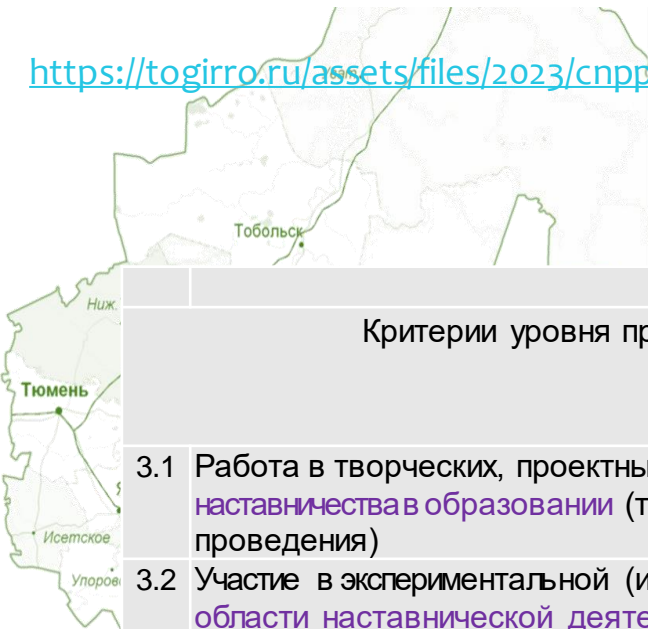 https://togirro.ru/assets/files/2023/cnpp
Тобольск
Ниж.
Критерии уровня пр
Тюмень
3.1 Работа в творческих, проектны
наставничества в образовании (т
проведения)
Исетское
3.2 Участие в экспериментальной (и
Упоров
области наставнической деяте